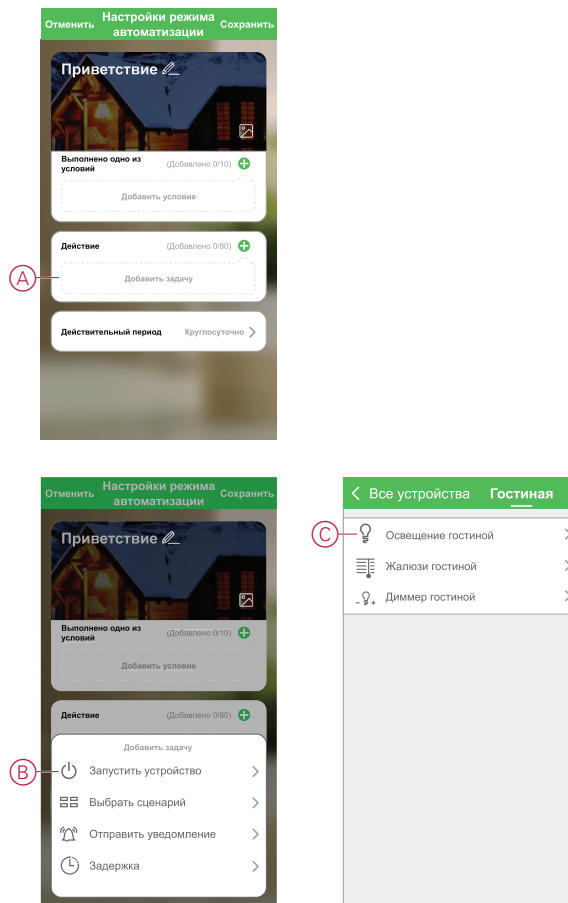 Отменить Настройки режима автоматизации Сохранить
Приветствие
Выполнено одно из условий (Добавлено 0/10)
Добавить условие
Действие (Добавлено 0/80)
A
Добавить задачу
Действительный период Круглосуточно
Отменить Настройки режима автоматизации Сохранить
Приветствие
Выполнено одно из условий (Добавлено 0/10)
Добавить условие
Действие (Добавлено 0/80)
Добавить задачу
B Запустить устройство
Выбрать сценарий
Отправить уведомление
Задержка
Все устройства Гостиная
C Освещение гостиной
Жалюзи гостиной
Диммер гостиной